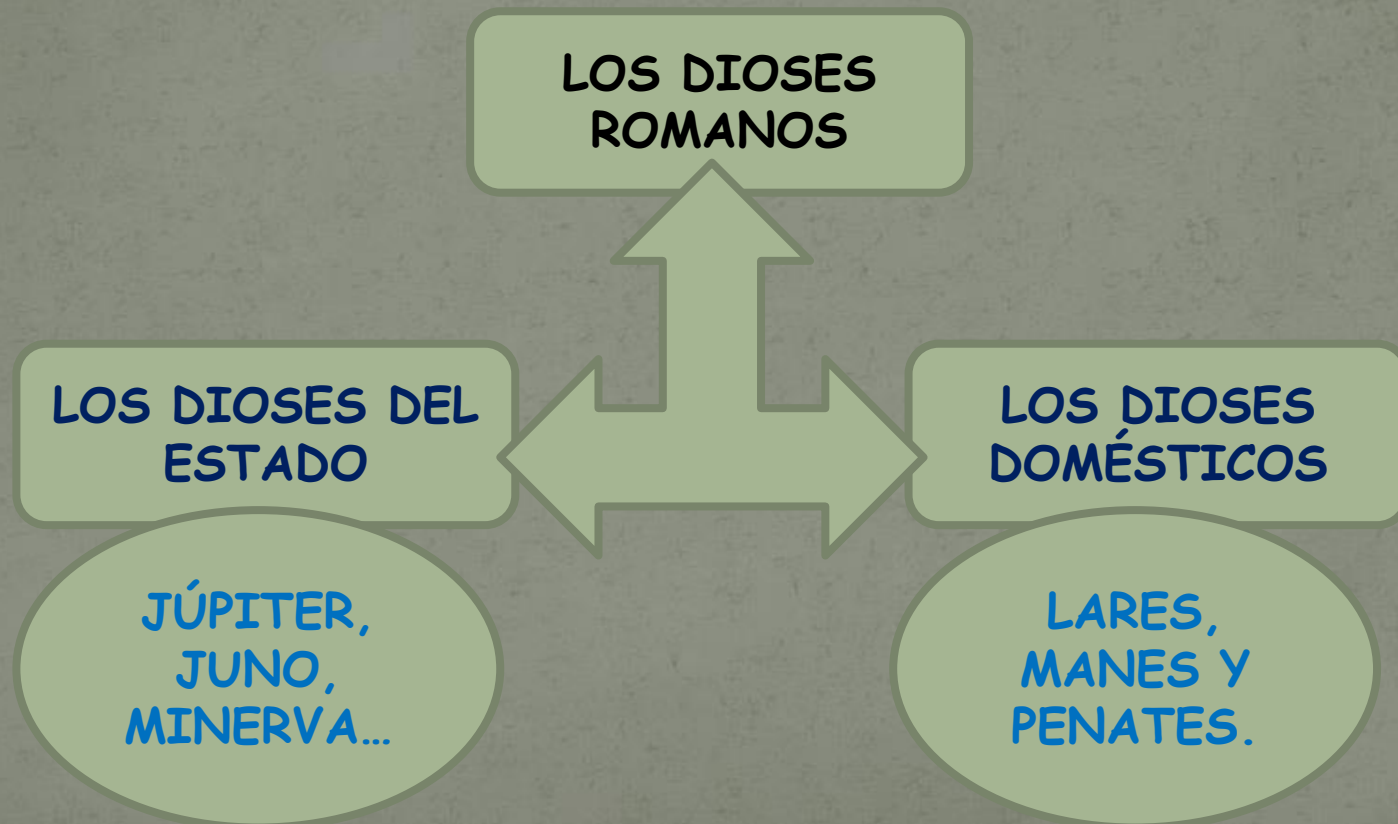 LOS DIOSES
ROMANOS
LOS DIOSES DEL
ESTADO
JÚPITER,
JUNO,
MINERVA…
LOS DIOSES
DOMÉSTICOS
LARES,
MANES Y
PENATES.